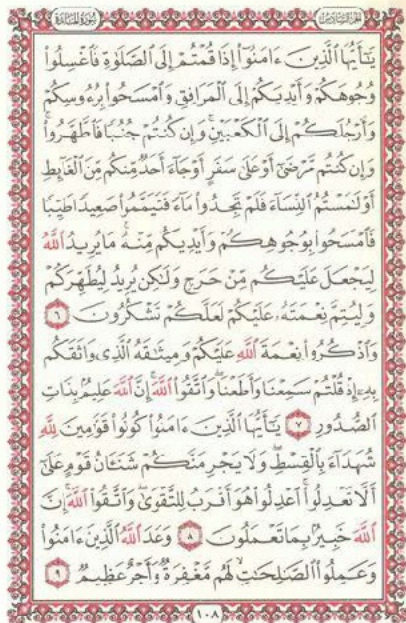 الجزء السادس سورة المائدة
يَٰٓأَيُّهَا ٱلَّذِينَ ءَامَنُوٓا۟ إِذَا قُمْتُمْ إِلَى ٱلصَّلَوٰةِ فَٱغْسِلُوا۟
وُجُوهَكُمْ وَأَيْدِيَكُمْ إِلَى ٱلْمَرَافِقِ وَٱمْسَحُوا۟ بِرُءُوسِكُمْ
وَأَرْجُلَكُمْ إِلَى ٱلْكَعْبَيْنِ ۚ وَإِن كُنتُمْ جُنُبًا فَٱطَّهَّرُوا۟ ۚ
وَإِن كُنتُم مَّرْضَىٰٓ أَوْ عَلَىٰ سَفَرٍ أَوْ جَآءَ أَحَدٌ مِّنكُم مِّنَ ٱلْغَآئِطِ
أَوْ لَٰمَسْتُمُ ٱلنِّسَآءَ فَلَمْ تَجِدُوا۟ مَآءً فَتَيَمَّمُوا۟ صَعِيدًا طَيِّبًا
فَٱمْسَحُوا۟ بِوُجُوهِكُمْ وَأَيْدِيكُم مِّنْهُ ۚ مَا يُرِيدُ ٱللَّهُ
لِيَجْعَلَ عَلَيْكُم مِّنْ حَرَجٍ وَلَٰكِن يُرِيدُ لِيُطَهِّرَكُمْ
وَلِيُتِمَّ نِعْمَتَهُۥ عَلَيْكُمْ لَعَلَّكُمْ تَشْكُرُونَ ٦
وَٱذْكُرُوا۟ نِعْمَةَ ٱللَّهِ عَلَيْكُمْ وَمِيثَٰقَهُ ٱلَّذِى وَاثَقَكُم
بِهِۦٓ إِذْ قُلْتُمْ سَمِعْنَا وَأَطَعْنَا ۖ وَٱتَّقُوا۟ ٱللَّهَ ۚ إِنَّ ٱللَّهَ عَلِيمٌۢ بِذَاتِ
ٱلصُّدُورِ ٧ يَٰٓأَيُّهَا ٱلَّذِينَ ءَامَنُوا۟ كُونُوا۟ قَوَّٰمِينَ لِلَّهِ
شُهَدَآءَ بِٱلْقِسْطِ ۖ وَلَا يَجْرِمَنَّكُمْ شَنَـَٔانُ قَوْمٍ عَلَىٰٓ
أَلَّا تَعْدِلُوا۟ ۚ ٱعْدِلُوا۟ هُوَ أَقْرَبُ لِلتَّقْوَىٰ ۖ وَٱتَّقُوا۟ ٱللَّهَ ۚ إِنَّ
ٱللَّهَ خَبِيرٌۢ بِمَا تَعْمَلُونَ ٨ وَعَدَ ٱللَّهُ ٱلَّذِينَ ءَامَنُوا۟
وَعَمِلُوا۟ ٱلصَّٰلِحَٰتِ ۙ لَهُم مَّغْفِرَةٌ وَأَجْرٌ عَظِيمٌ ٩
١٠٨